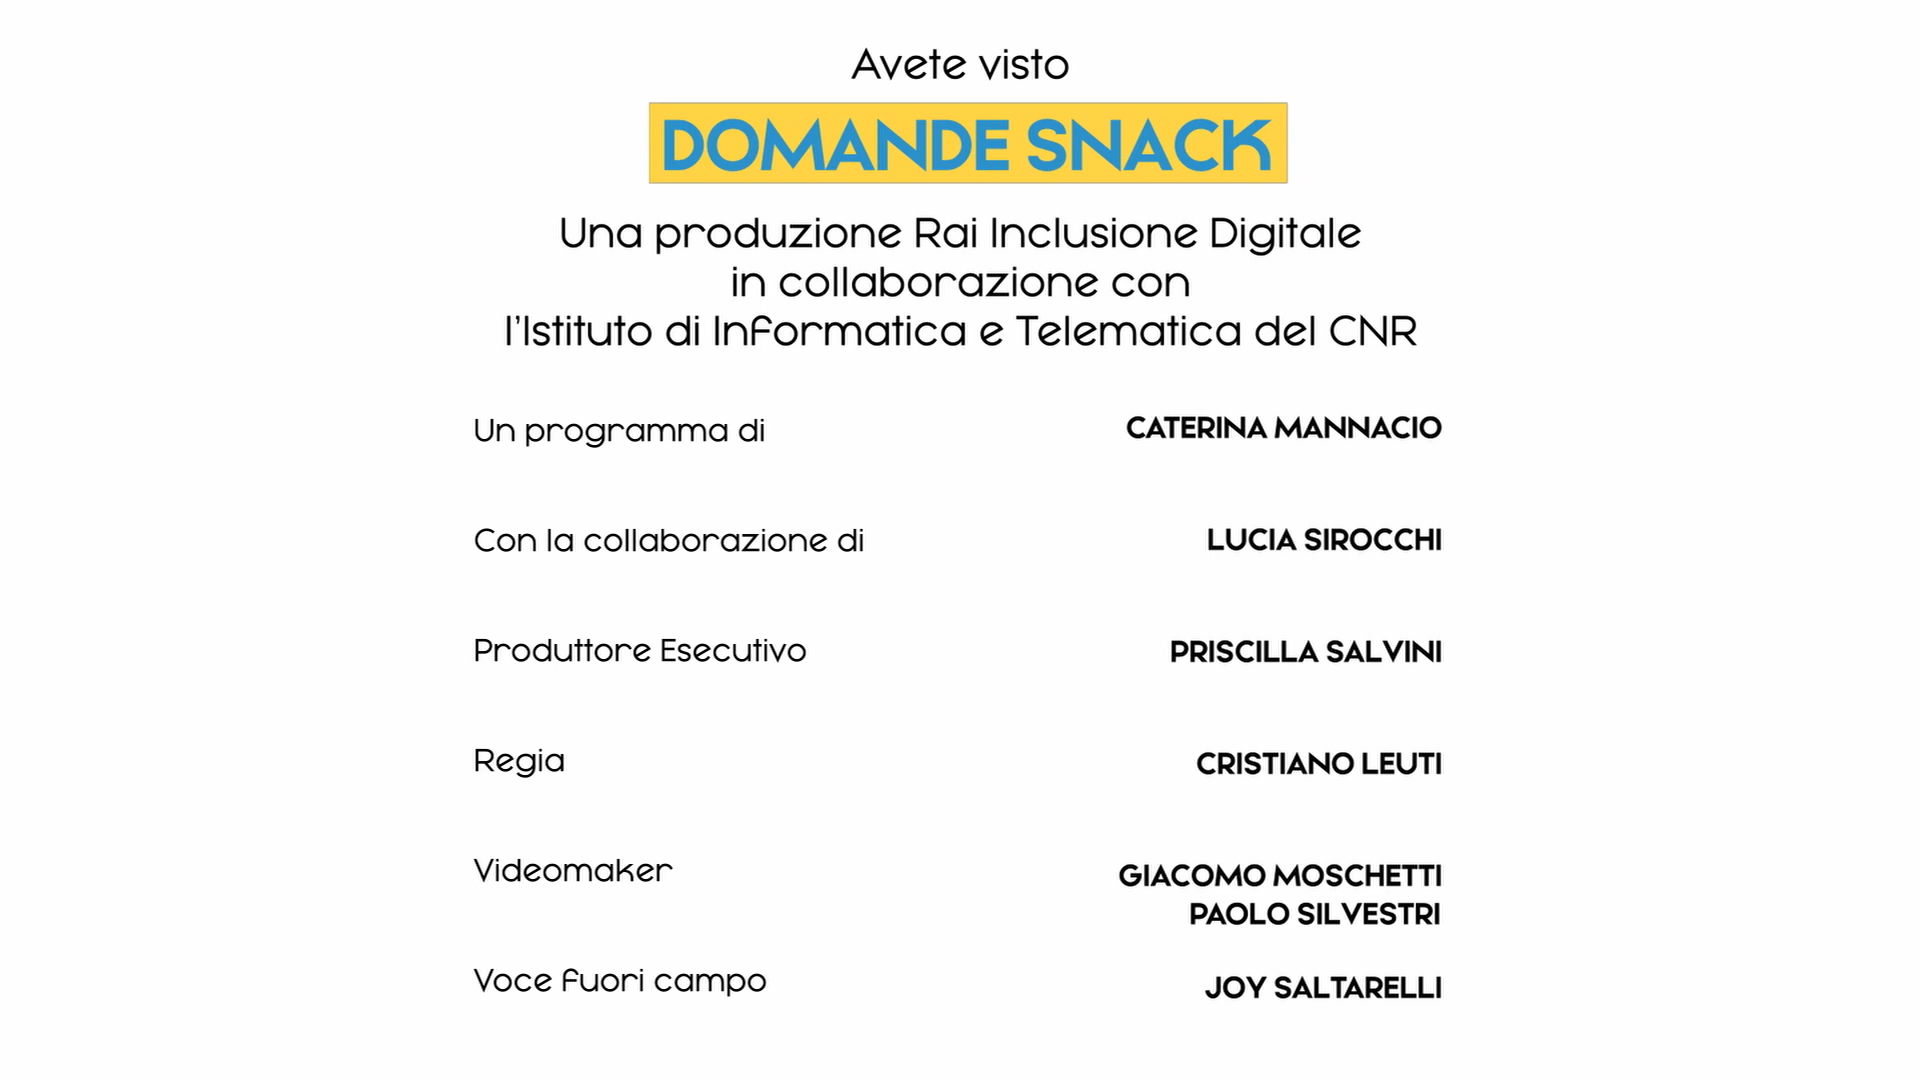 Avete visto
DOMANDE SNACK
Una produzione Rai Inclusione Digitale
in collaborazione con
l'Istituto di Informatica e Telematica del CNR
Un programma di CATERINA MANNACIO
Con la collaborazione di LUCIA SIROCCHI
Produttore Esecutivo PRISCILLA SALVINI
Regia CRISTIANO LEUTI
Videomaker GIACOMO MOSCHETTI
PAOLO SILVESTRI
Voce fuori campo JOY SALTARELLI